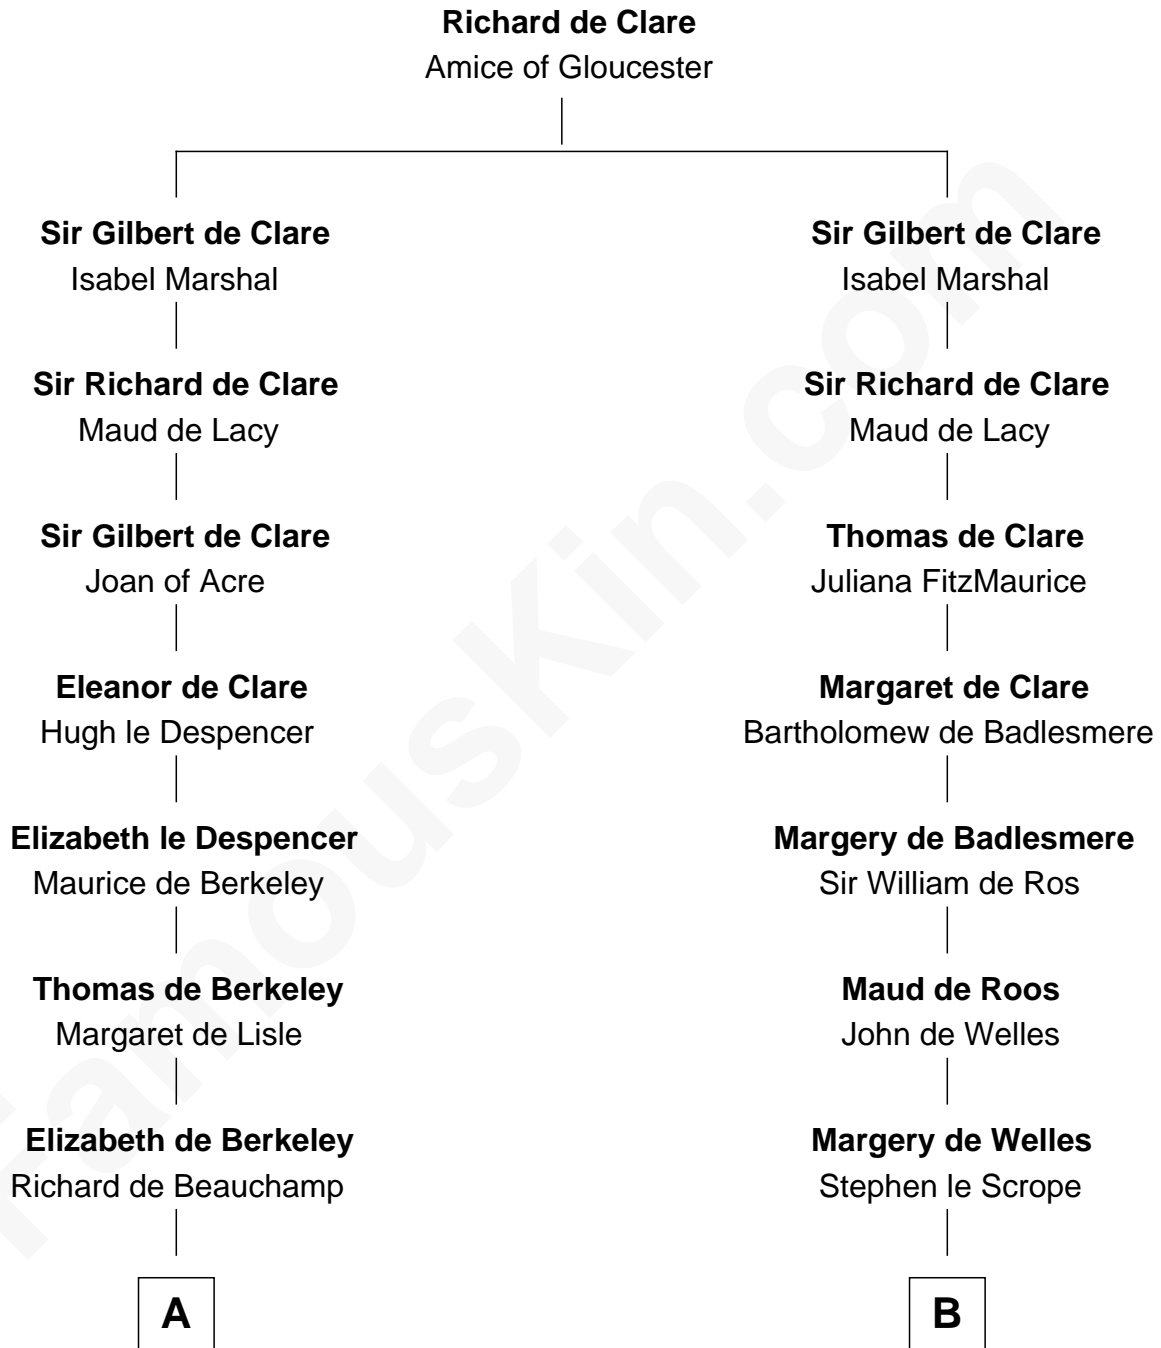 Richard de Clare
Amice of Gloucester
Sir Gilbert de Clare
Isabel Marshal
Sir Richard de Clare
Maud de Lacy
Sir Gilbert de Clare
Joan of Acre
Eleanor de Clare
Hugh le Despencer
Elizabeth le Despencer
Maurice de Berkeley
Thomas de Berkeley
Margaret de Lisle
Elizabeth de Berkeley
Richard de Beauchamp
A
Sir Gilbert de Clare
Isabel Marshal
Sir Richard de Clare
Maud de Lacy
Thomas de Clare
Juliana FitzMaurice
Margaret de Clare
Bartholomew de Badlesmere
Margery de Badlesmere
Sir William de Ros
Maud de Roos
John de Welles
Margery de Welles
Stephen le Scrope
B
FamousKin.com